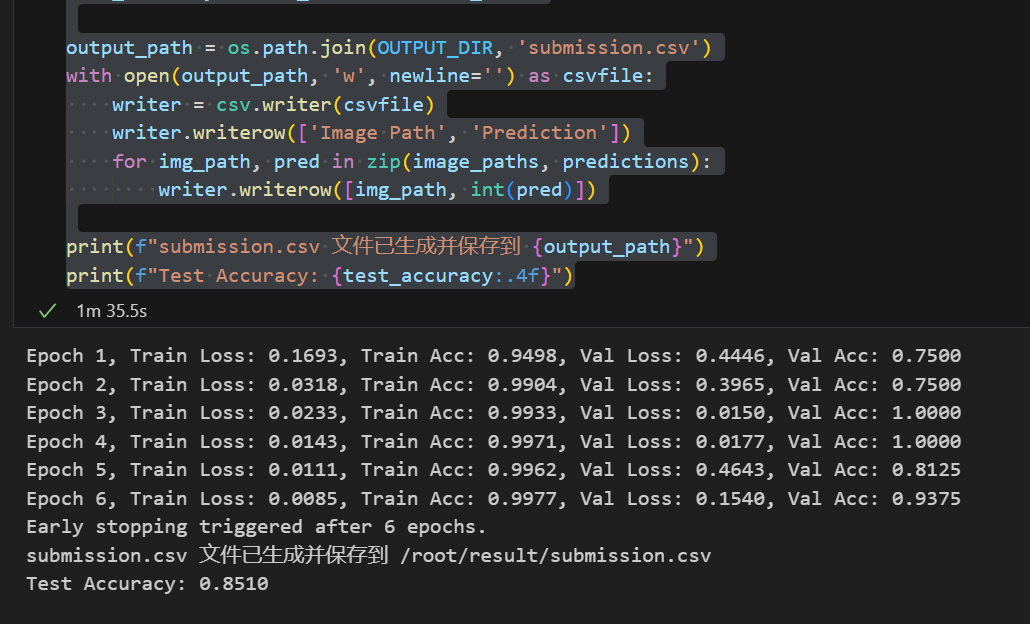 output_path = os.path.join(OUTPUT_DIR, 'submission.csv')
with open(output_path, 'w', newline='') as csvfile:
    writer = csv.writer(csvfile)
    writer.writerow(['Image Path', 'Prediction'])
    for img_path, pred in zip(image_paths, predictions):
        writer.writerow([img_path, int(pred)])
print(f"submission.csv 文件已生成并保存到 {output_path}")
print(f"Test Accuracy: {test_accuracy:.4f}")
1m 35.5s
Epoch 1, Train Loss: 0.1693, Train Acc: 0.9498, Val Loss: 0.4446, Val Acc: 0.7500
Epoch 2, Train Loss: 0.0318, Train Acc: 0.9904, Val Loss: 0.3965, Val Acc: 0.7500
Epoch 3, Train Loss: 0.0233, Train Acc: 0.9933, Val Loss: 0.0150, Val Acc: 1.0000
Epoch 4, Train Loss: 0.0143, Train Acc: 0.9971, Val Loss: 0.0177, Val Acc: 1.0000
Epoch 5, Train Loss: 0.0111, Train Acc: 0.9962, Val Loss: 0.4643, Val Acc: 0.8125
Epoch 6, Train Loss: 0.0085, Train Acc: 0.9977, Val Loss: 0.1540, Val Acc: 0.9375
Early stopping triggered after 6 epochs.
submission.csv 文件已生成并保存到 /root/result/submission.csv
Test Accuracy: 0.8510